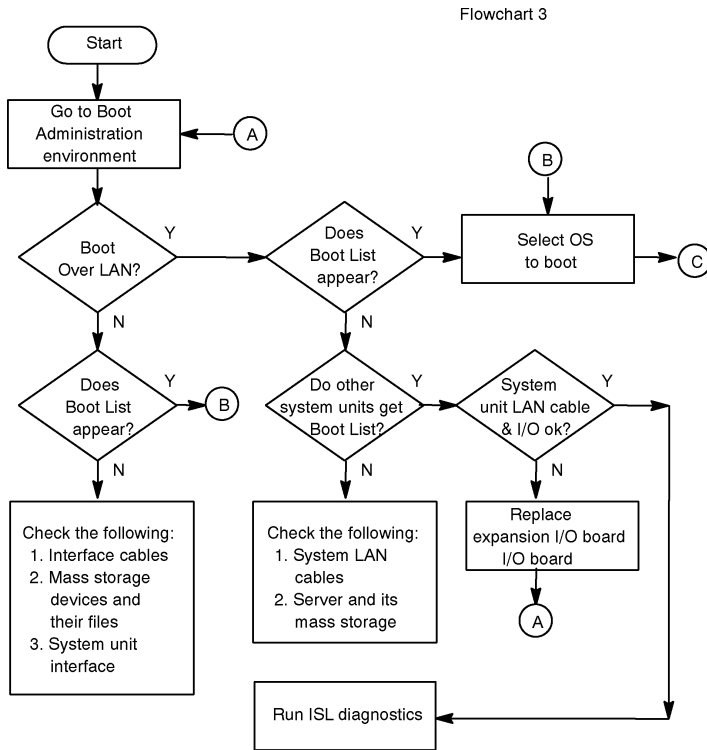 Flowchart 3
Start
Go to Boot
Administration
environment
A
B
Boot
Over LAN?
Y
Does
Boot List
appear?
Y
Select OS
to boot
C
N
N
Does
Boot List
appear?
Y
B
Do other
system units get
Boot List?
Y
System
unit LAN cable
& I/O ok?
Y
N
N
N
Check the following:
1. Interface cables
2. Mass storage
devices and
their files
3. System unit
interface
Check the following:
1. System LAN
cables
2. Server and its
mass storage
Replace
expansion I/O board
I/O board
A
Run ISL diagnostics